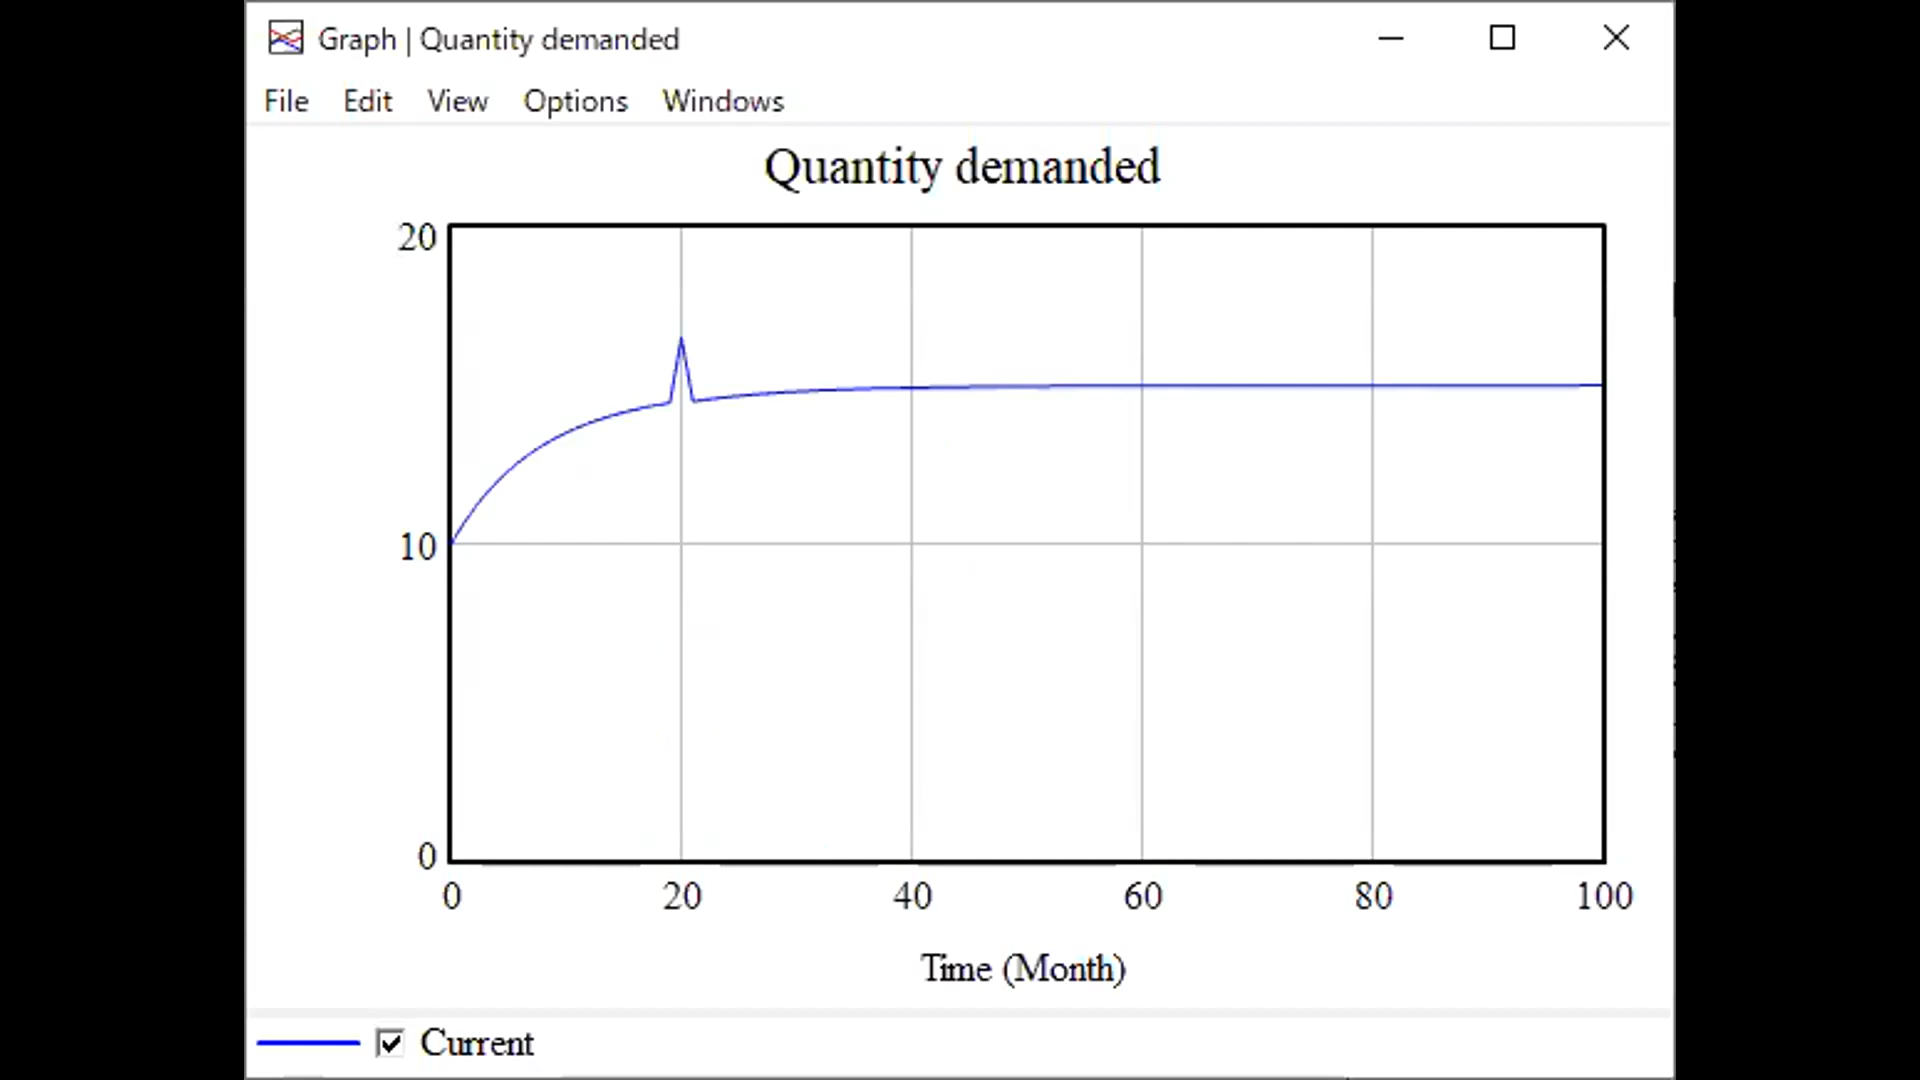 Graph | Quantity demanded
File Edit View Options Windows
Quantity demanded
20
10
0
0 20 40 60 80 100
Time (Month)
Current